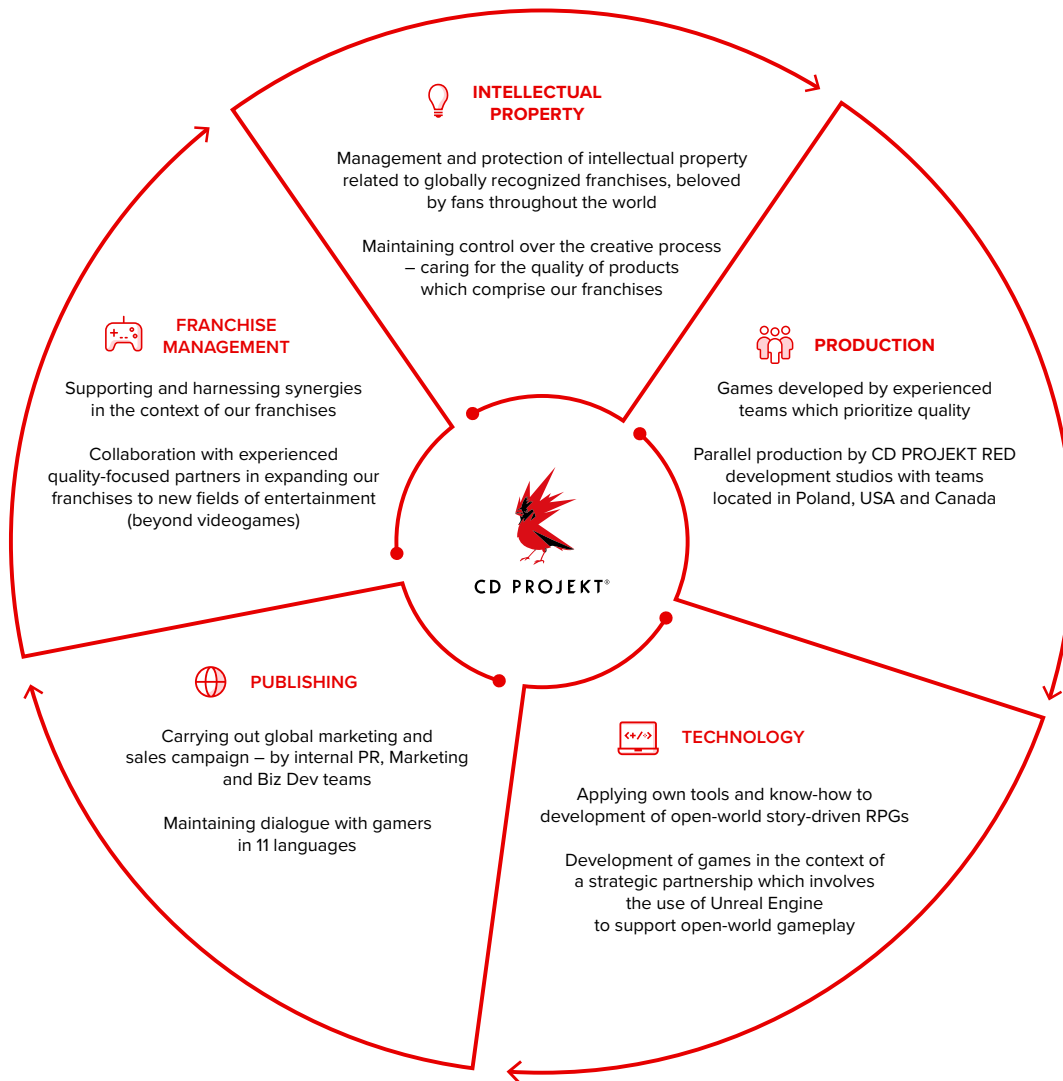 INTELLECTUAL
PROPERTY
Management and protection of intellectual property
related to globally recognized franchises, beloved
by fans throughout the world
Maintaining control over the creative process
– caring for the quality of products
which comprise our franchises
PRODUCTION
Games developed by experienced
teams which prioritize quality
Parallel production by CD PROJEKT RED
development studios with teams
located in Poland, USA and Canada
TECHNOLOGY
<+/>
Applying own tools and know-how to
development of open-world story-driven RPGs
Development of games in the context of
a strategic partnership which involves
the use of Unreal Engine
to support open-world gameplay
PUBLISHING
Carrying out global marketing and
sales campaign – by internal PR, Marketing
and Biz Dev teams
Maintaining dialogue with gamers
in 11 languages
FRANCHISE
MANAGEMENT
Supporting and harnessing synergies
in the context of our franchises
Collaboration with experienced
quality-focused partners in expanding our
franchises to new fields of entertainment
(beyond videogames)
CD PROJEKT®